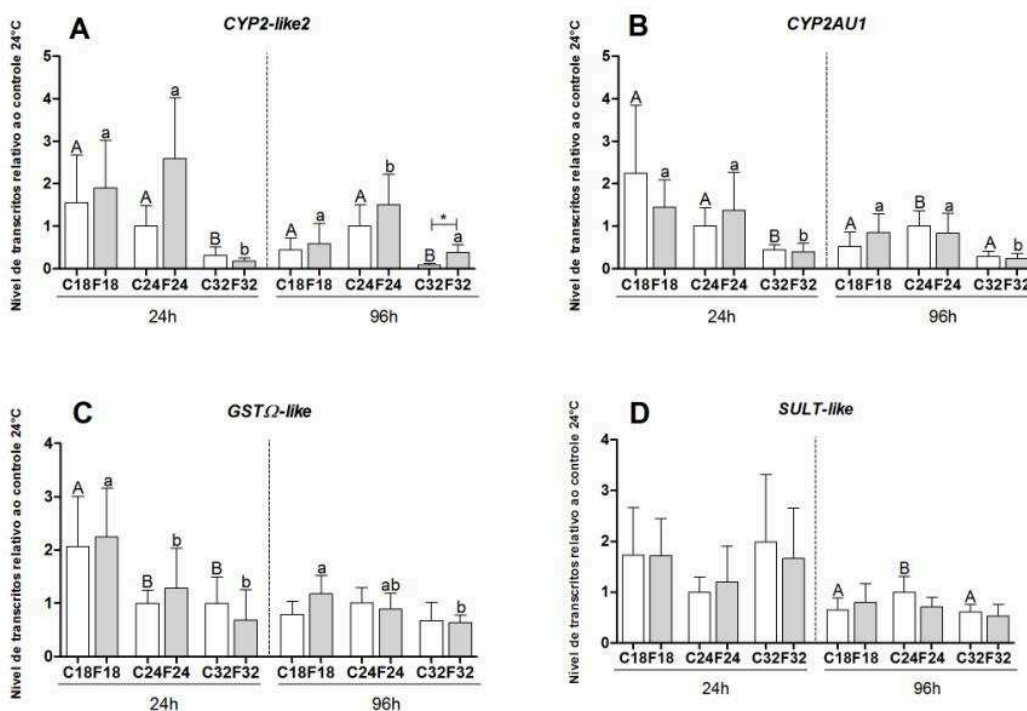 A
CYP2-like2
Nível de transcritos relativo ao controle 24°C
5
4
3
2
1
0
A a A a B b A a A b B a *
C18F18 C24F24 C32F32 C18F18 C24F24 C32F32
24h 96h
B
CYP2AU1
Nível de transcritos relativo ao controle 24°C
5
4
3
2
1
0
A a A a B b A a B a A b
C18F18 C24F24 C32F32 C18F18 C24F24 C32F32
24h 96h
C
GSTΩ-like
Nível de transcritos relativo ao controle 24°C
4
3
2
1
0
A a B b B b a ab b
C18F18 C24F24 C32F32 C18F18 C24F24 C32F32
24h 96h
D
SULT-like
Nível de transcritos relativo ao controle 24°C
4
3
2
1
0
A B A
C18F18 C24F24 C32F32 C18F18 C24F24 C32F32
24h 96h